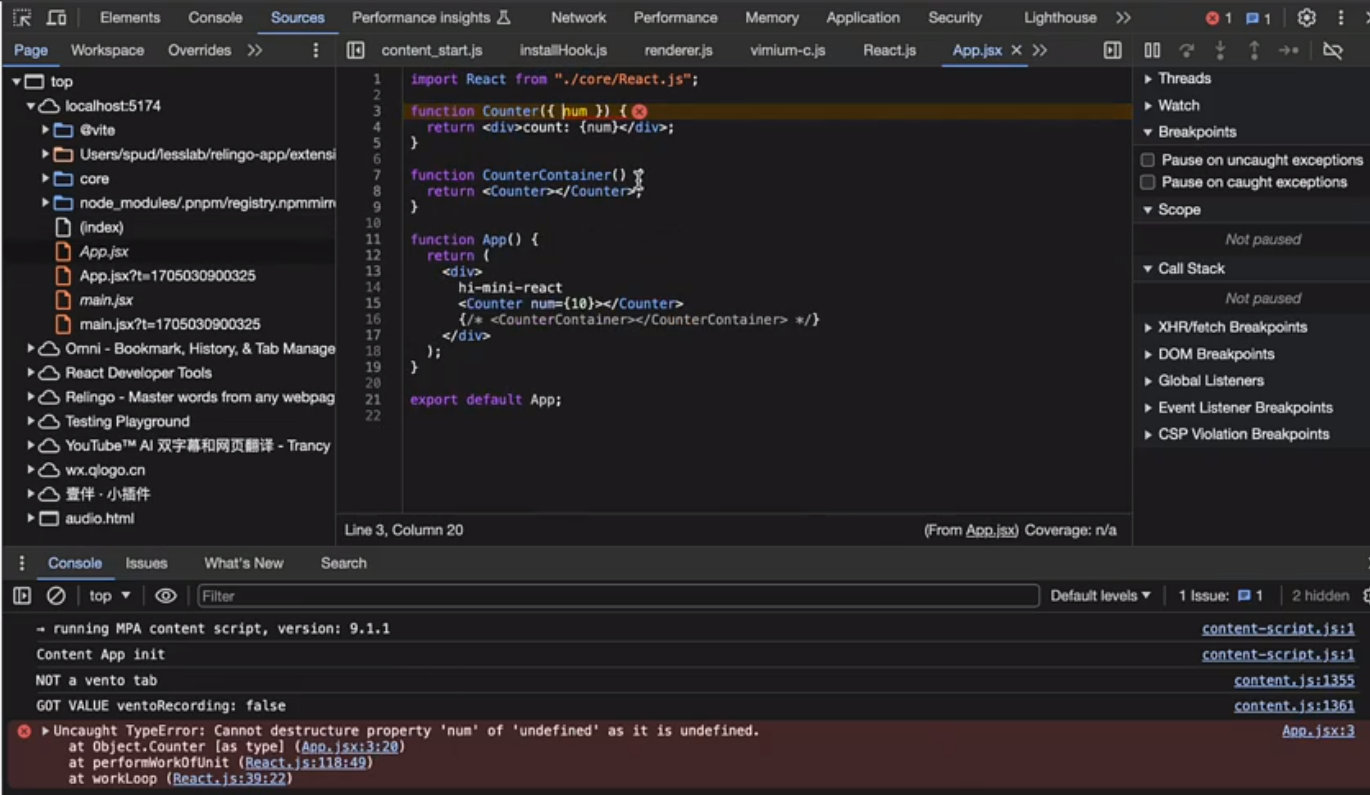 Elements Console Sources Performance insights Network Performance Memory Application Security Lighthouse 1 1
Page Workspace Overrides content_start.js installHook.js renderer.js vimium-c.js React.js App.jsx
top
localhost:5174
@vite
Users/spud/lesslab/relingo-app/extensi
core
node_modules/.pnpm/registry.npmmirr
(index)
App.jsx
App.jsx?t=1705030900325
main.jsx
main.jsx?t=1705030900325
Omni - Bookmark, History, & Tab Manage
React Developer Tools
Relingo - Master words from any webpag
Testing Playground
YouTube™ AI 双字幕和网页翻译 - Trancy
wx.qlogo.cn
壹伴 · 小插件
audio.html
1 import React from "./core/React.js";
2
3 function Counter({ num }) {
4 return <div>count: {num}</div>;
5 }
6
7 function CounterContainer()
8 return <Counter></Counter>;
9 }
10
11 function App() {
12 return (
13 <div>
14 hi-mini-react
15 <Counter num={10}></Counter>
16 {/* <CounterContainer></CounterContainer> */}
17 </div>
18 );
19 }
20
21 export default App;
22
Line 3, Column 20 (From App.jsx) Coverage: n/a
Threads
Watch
Breakpoints
Pause on uncaught exceptions
Pause on caught exceptions
Scope
Not paused
Call Stack
Not paused
XHR/fetch Breakpoints
DOM Breakpoints
Global Listeners
Event Listener Breakpoints
CSP Violation Breakpoints
Console Issues What's New Search
top Filter Default levels 1 Issue: 1 2 hidden
→ running MPA content script, version: 9.1.1 content-script.js:1
Content App init content-script.js:1
NOT a vento tab content.js:1355
GOT VALUE ventoRecording: false content.js:1361
Uncaught TypeError: Cannot destructure property 'num' of 'undefined' as it is undefined. App.jsx:3
at Object.Counter [as type] (App.jsx:3:20)
at performWorkOfUnit (React.js:118:49)
at workLoop (React.js:39:22)